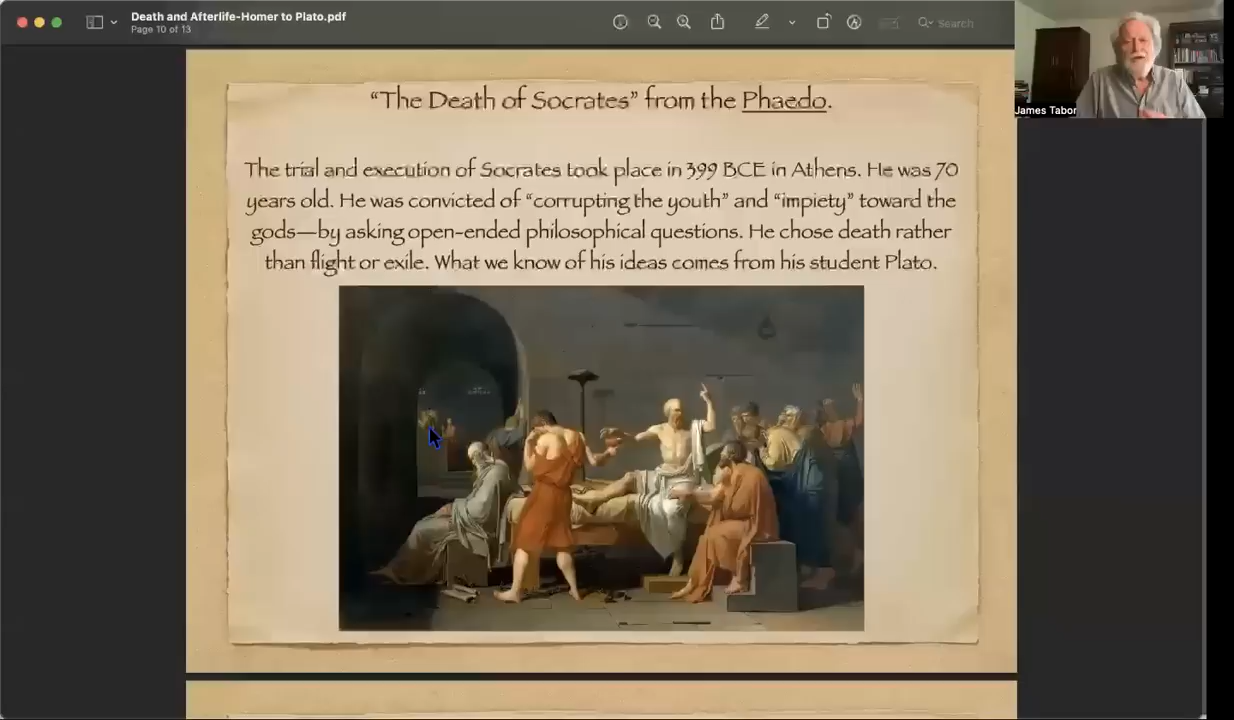 Death and Afterlife-Homer to Plato.pdf
Page 10 of 13
Search
James Tabor
“The Death of Socrates” from the Phaedo.
The trial and execution of Socrates took place in 399 BCE in Athens. He was 70
years old. He was convicted of “corrupting the youth” and “impiety” toward the
gods—by asking open-ended philosophical questions. He chose death rather
than flight or exile. What we know of his ideas comes from his student Plato.